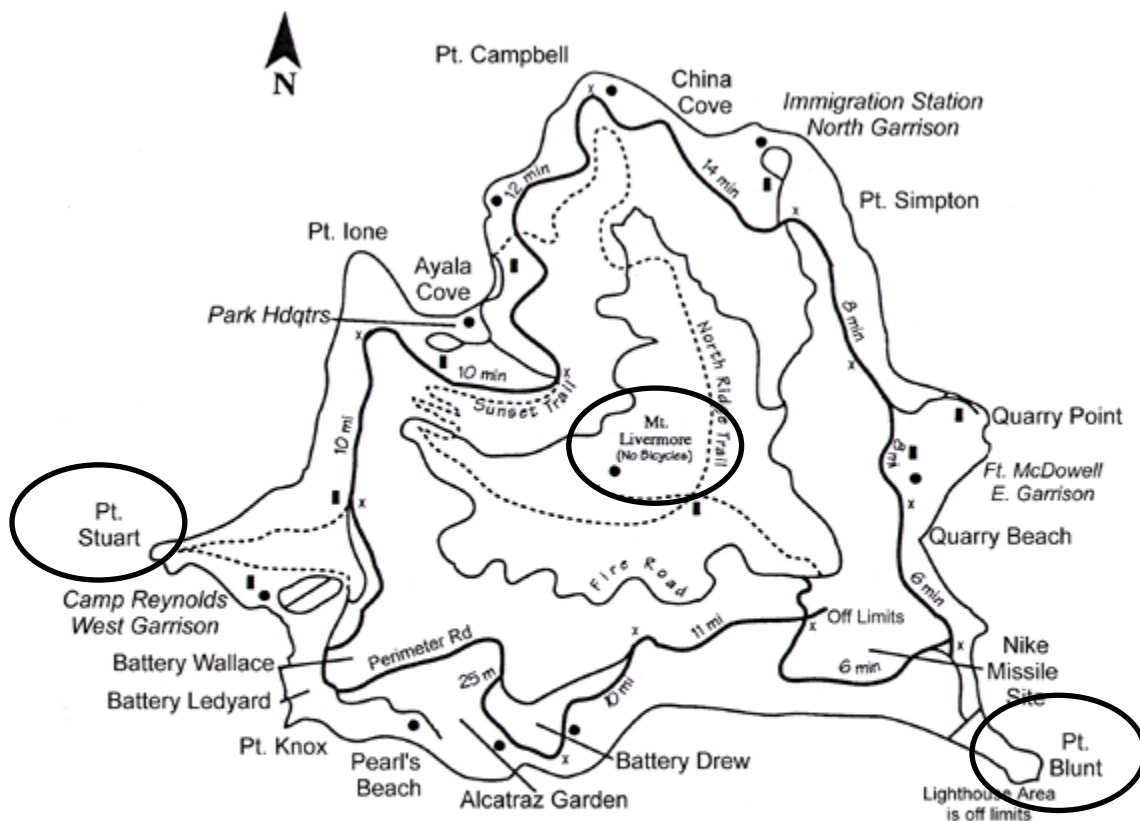 Pt. Campbell
N
China
Cove
Immigration Station
North Garrison
12 min
14 min
Pt. Simpton
Pt. Ione
Ayala
Cove
Park Hdqtrs
8 min
10 min
Sunset Trail
North Ridge Trail
10 mi
Mt.
Livermore
(No Bicycles)
Quarry Point
8 mi
Ft. McDowell
E. Garrison
Pt.
Stuart
Quarry Beach
Fire Road
6 min
Camp Reynolds
West Garrison
11 mi
Off Limits
Perimeter Rd
Battery Wallace
Nike
Missile
Site
25 m
6 min
10 mi
Battery Ledyard
Pt. Knox
Pearl's
Beach
Battery Drew
Pt.
Blunt
Alcatraz Garden
Lighthouse Area
is off limits